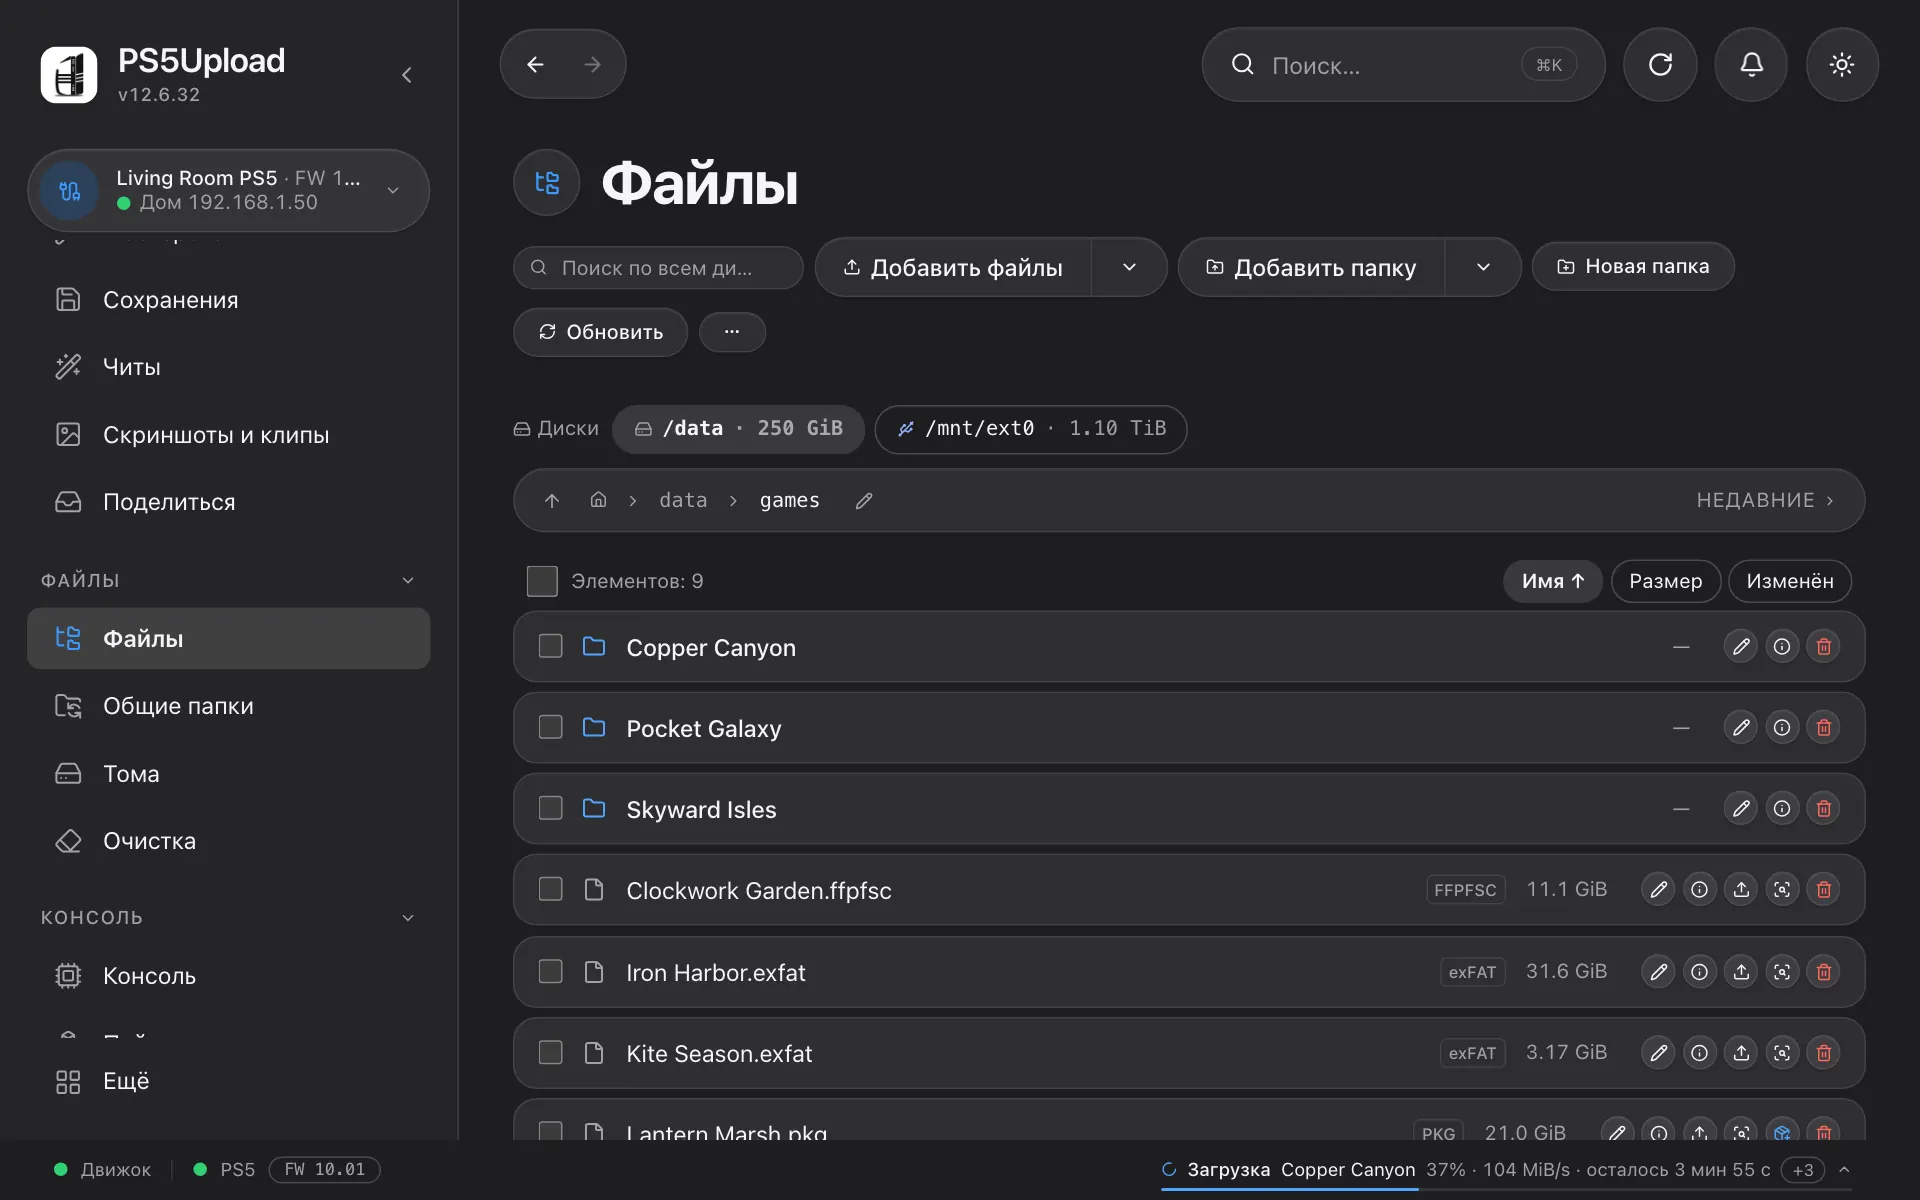 PS5Upload
v12.6.32
Living Room PS5 · FW 1...
Дом 192.168.1.50
Сохранения
Читы
Скриншоты и клипы
Поделиться
ФАЙЛЫ
Файлы
Общие папки
Тома
Очистка
КОНСОЛЬ
Консоль
Ещё
Поиск...
⌘K
Файлы
Поиск по всем ди...
Добавить файлы
Добавить папку
Новая папка
Обновить
···
Диски
/data · 250 GiB
/mnt/ext0 · 1.10 TiB
data › games
НЕДАВНИЕ ›
Элементов: 9
Имя ↑
Размер
Изменён
Copper Canyon —
Pocket Galaxy —
Skyward Isles —
Clockwork Garden.ffpfsc FFPFSC 11.1 GiB
Iron Harbor.exfat exFAT 31.6 GiB
Kite Season.exfat exFAT 3.17 GiB
Lantern Marsh.pkg PKG 21.0 GiB
Движок
PS5
FW 10.01
Загрузка Copper Canyon 37% · 104 MiB/s · осталось 3 мин 55 с +3